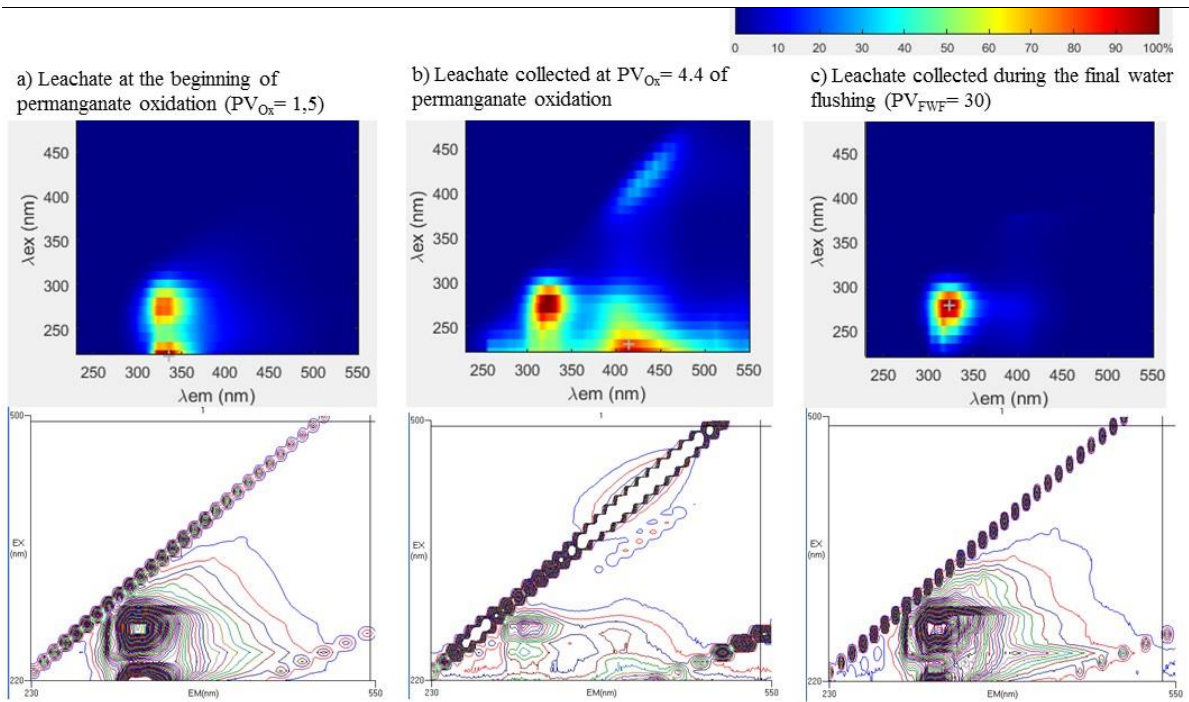 0 10 20 30 40 50 60 70 80 90 100%
a) Leachate at the beginning of
permanganate oxidation (PVOx= 1,5)
b) Leachate collected at PVOx= 4.4 of
permanganate oxidation
c) Leachate collected during the final water
flushing (PVFWF= 30)
450
400
350
300
250
λex (nm)
250 300 350 400 450 500 550
λem (nm)
450
400
350
300
250
λex (nm)
250 300 350 400 450 500 550
λem (nm)
450
400
350
300
250
λex (nm)
250 300 350 400 450 500 550
λem (nm)
1
500
EX
(nm)
220
230 EM(nm) 550
1
500
EX
(nm)
220
230 EM(nm) 550
1
500
EX
(nm)
220
230 EM(nm) 550